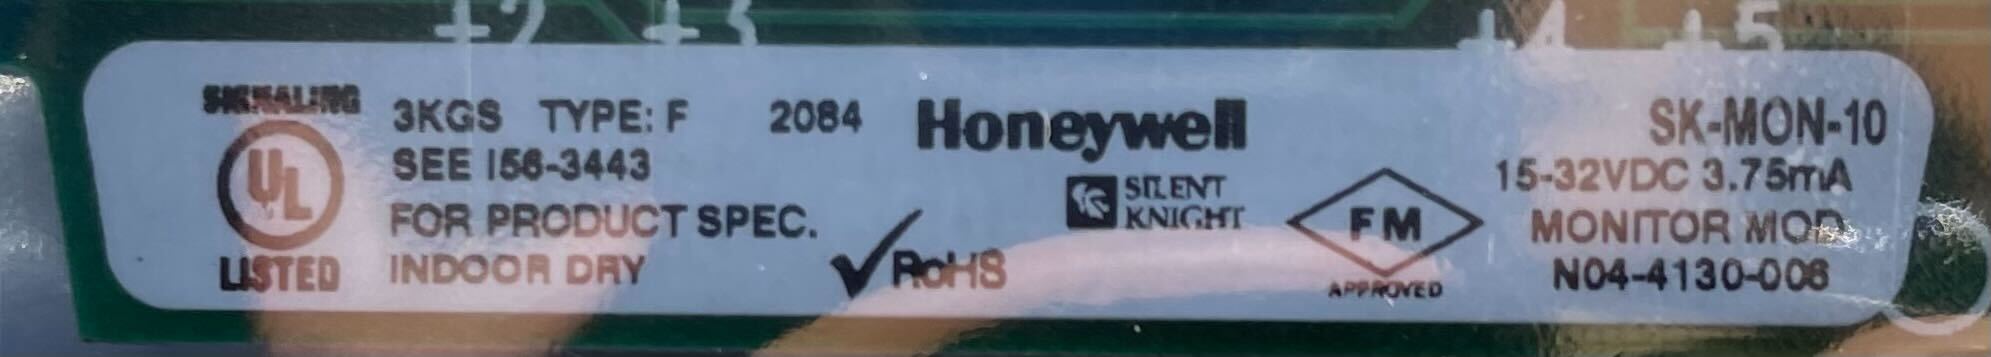 +2 +3 +4 +5
SIGNALING
UL
LISTED
3KGS TYPE: F 2084
SEE I56-3443
FOR PRODUCT SPEC.
INDOOR DRY
RoHS
Honeywell
SILENT
KNIGHT
FM
APPROVED
SK-MON-10
15-32VDC 3.75mA
MONITOR MOD
N04-4130-006